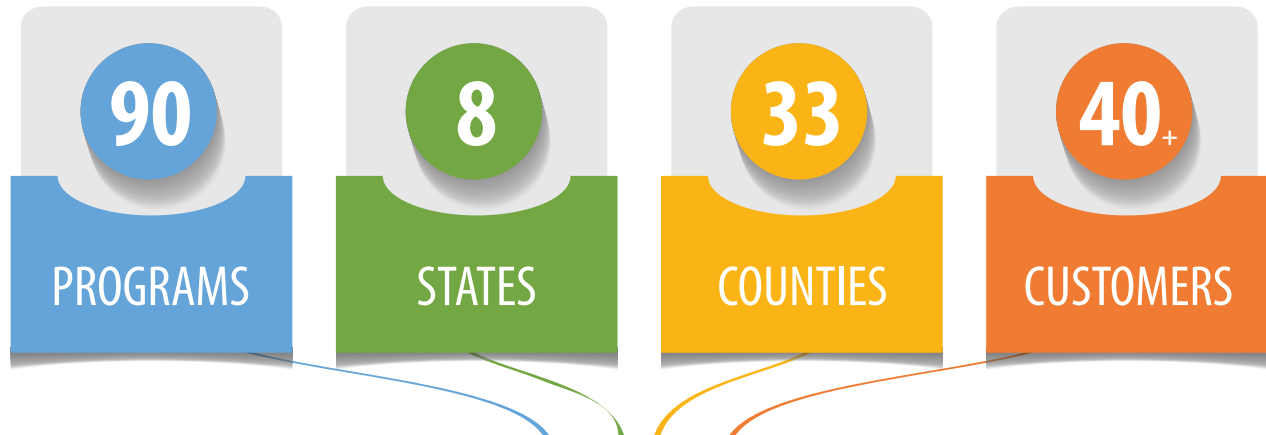 90
PROGRAMS
8
STATES
33
COUNTIES
40+
CUSTOMERS